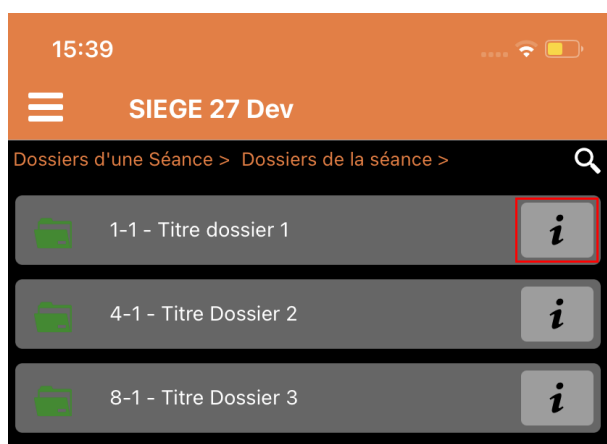 15:39
SIEGE 27 Dev
Dossiers d'une Séance > Dossiers de la séance >
1-1 - Titre dossier 1
i
4-1 - Titre Dossier 2
i
8-1 - Titre Dossier 3
i